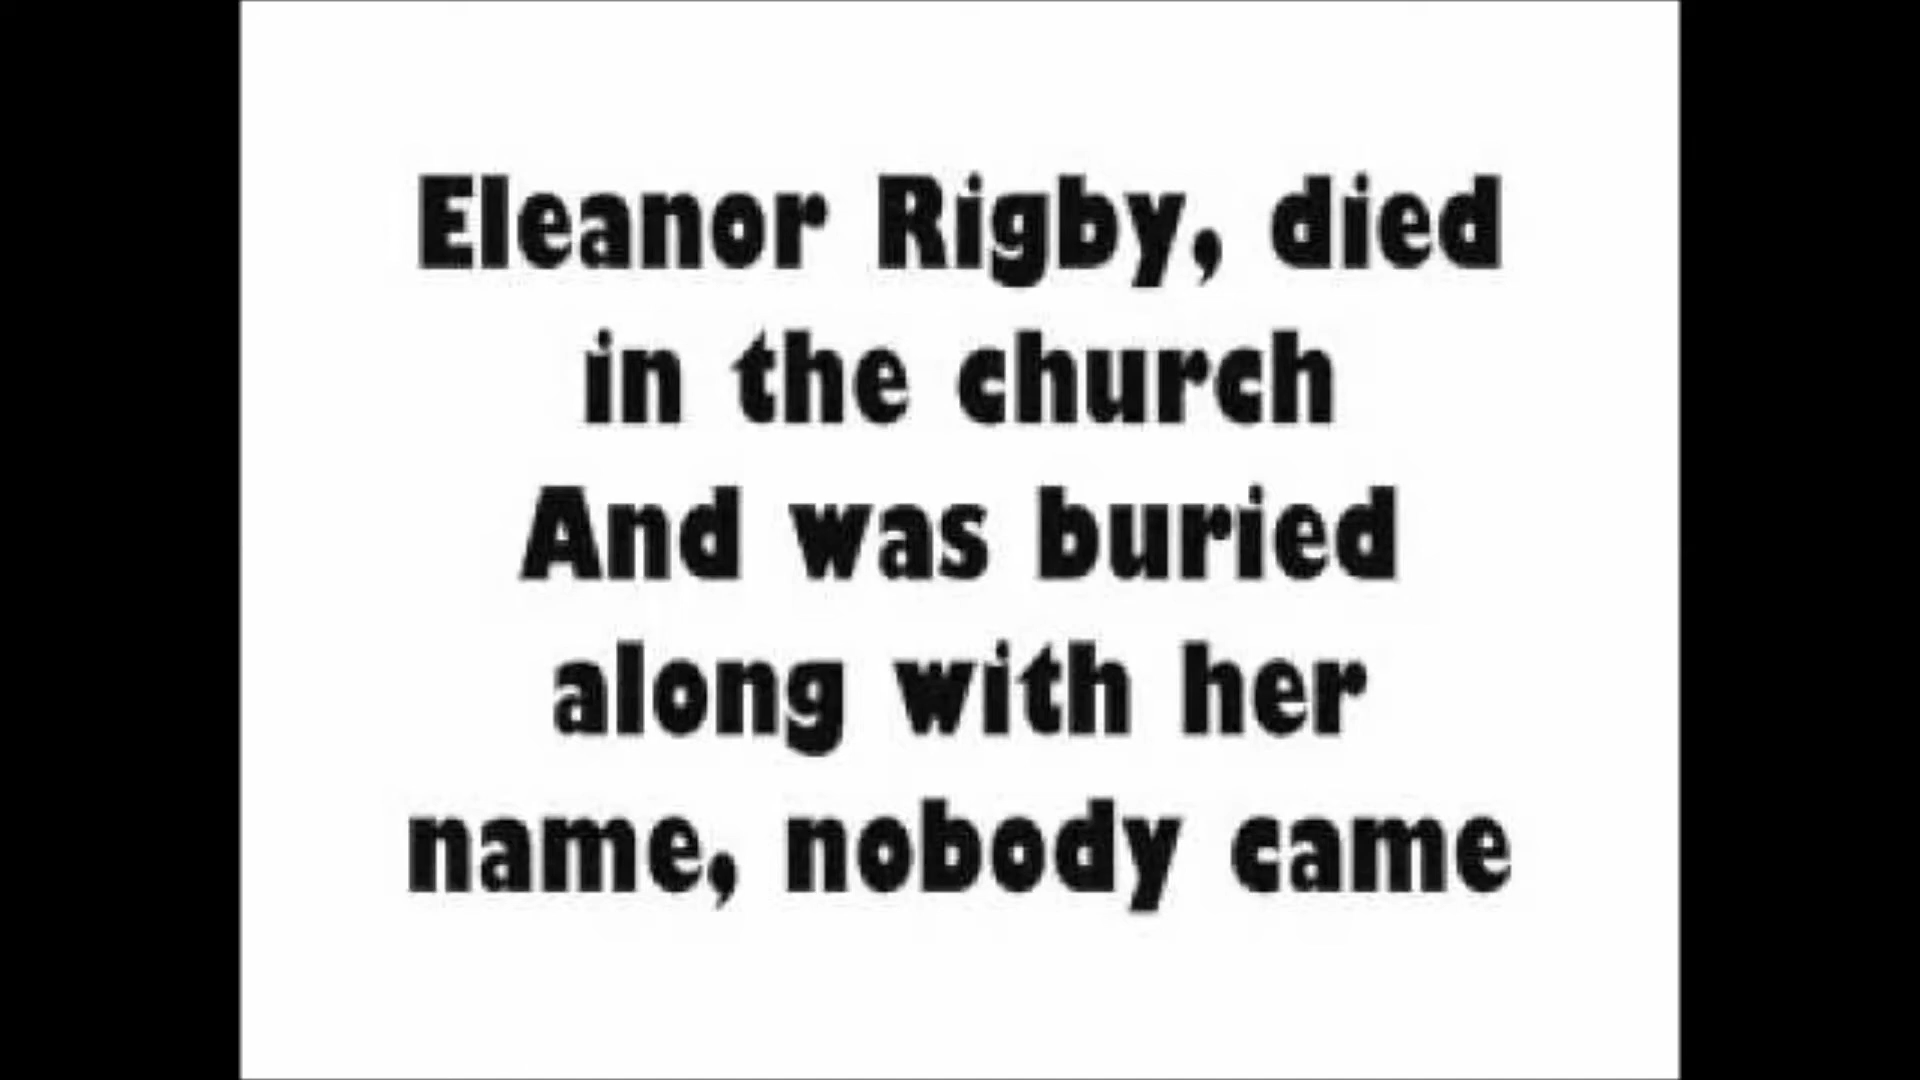 Eleanor Rigby, died
in the church
And was buried
along with her
name, nobody came